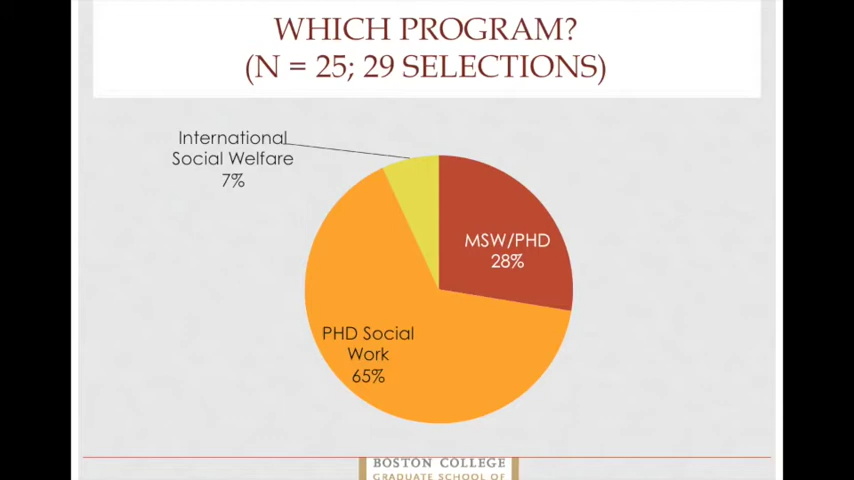 WHICH PROGRAM?
(N = 25; 29 SELECTIONS)
International
Social Welfare
7%
MSW/PHD
28%
PHD Social
Work
65%
BOSTON COLLEGE
GRADUATE SCHOOL OF